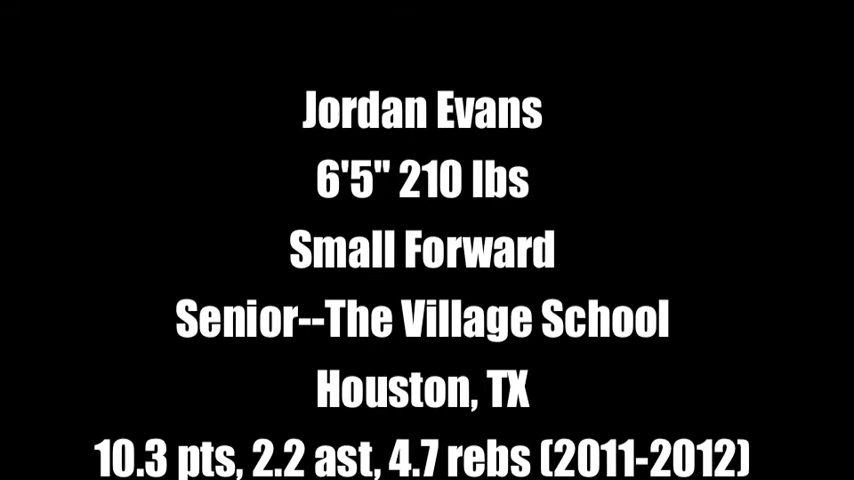 Jordan Evans
6'5" 210 lbs
Small Forward
Senior--The Village School
Houston, TX
10.3 pts, 2.2 ast, 4.7 rebs (2011-2012)